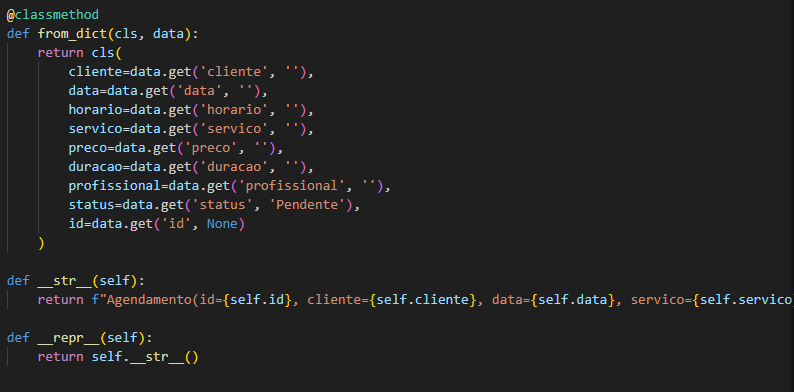 @classmethod
def from_dict(cls, data):
    return cls(
        cliente=data.get('cliente', ''),
        data=data.get('data', ''),
        horario=data.get('horario', ''),
        servico=data.get('servico', ''),
        preco=data.get('preco', ''),
        duracao=data.get('duracao', ''),
        profissional=data.get('profissional', ''),
        status=data.get('status', 'Pendente'),
        id=data.get('id', None)
    )
def __str__(self):
    return f"Agendamento(id={self.id}, cliente={self.cliente}, data={self.data}, servico={self.servico
def __repr__(self):
    return self.__str__()